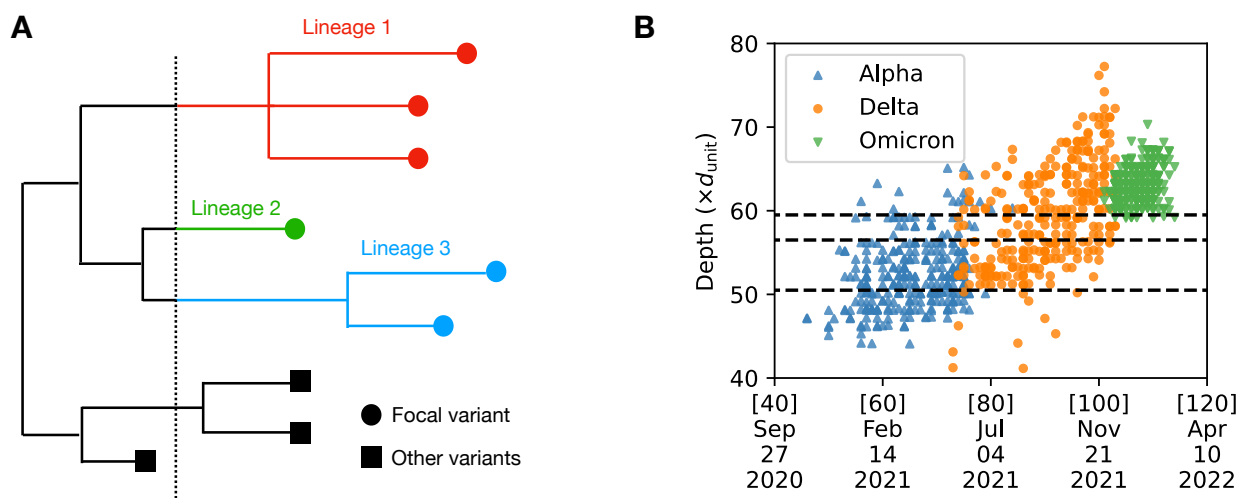 A
Lineage 1
Lineage 2
Lineage 3
Focal variant
Other variants
B
80
70
60
50
40
Depth (×d_unit)
Alpha
Delta
Omicron
[40] [60] [80] [100] [120]
Sep Feb Jul Nov Apr
27 14 04 21 10
2020 2021 2021 2021 2022